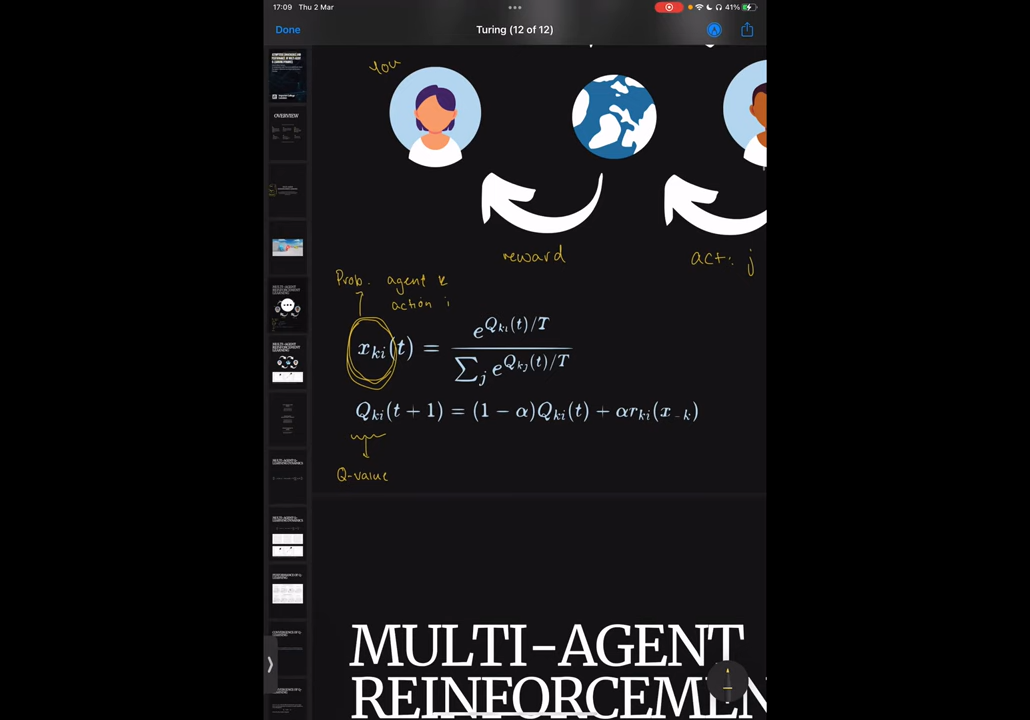 17:09 Thu 2 Mar
41%
Done
Turing (12 of 12)
OVERVIEW
You
reward
act: j
Prob. agent k
action i
x_{ki}(t) = e^{Q_{ki}(t)/T} / ∑_j e^{Q_{kj}(t)/T}
Q_{ki}(t + 1) = (1 − α)Q_{ki}(t) + αr_{ki}(x_{−k})
Q-value
MULTI-AGENT
REINFORCEMEN